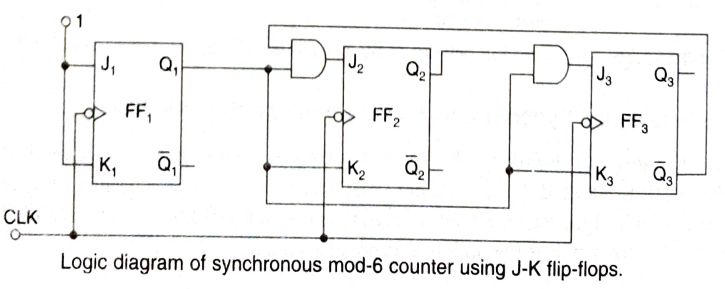 1
J₁ Q₁
FF₁
K₁ Q̅₁
J₂ Q₂
FF₂
K₂ Q̅₂
J₃ Q₃
FF₃
K₃ Q̅₃
CLK
Logic diagram of synchronous mod-6 counter using J-K flip-flops.